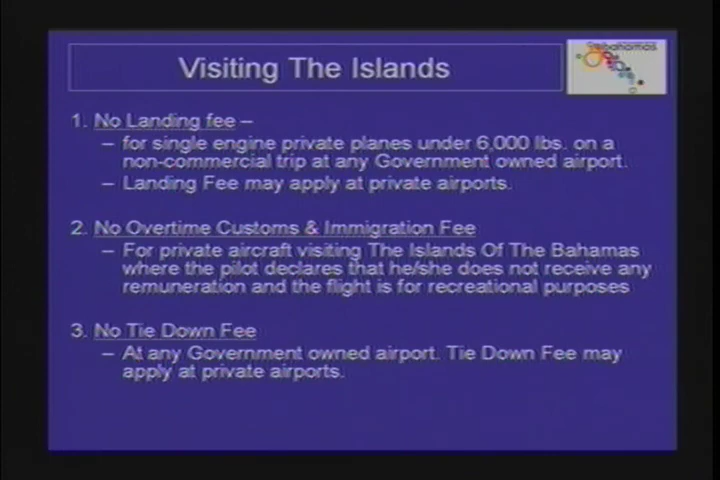 Visiting The Islands
bahamas
1. No Landing fee –
– for single engine private planes under 6,000 lbs. on a
non-commercial trip at any Government owned airport.
– Landing Fee may apply at private airports.
2. No Overtime Customs & Immigration Fee
– For private aircraft visiting The Islands Of The Bahamas
where the pilot declares that he/she does not receive any
remuneration and the flight is for recreational purposes
3. No Tie Down Fee
– At any Government owned airport. Tie Down Fee may
apply at private airports.